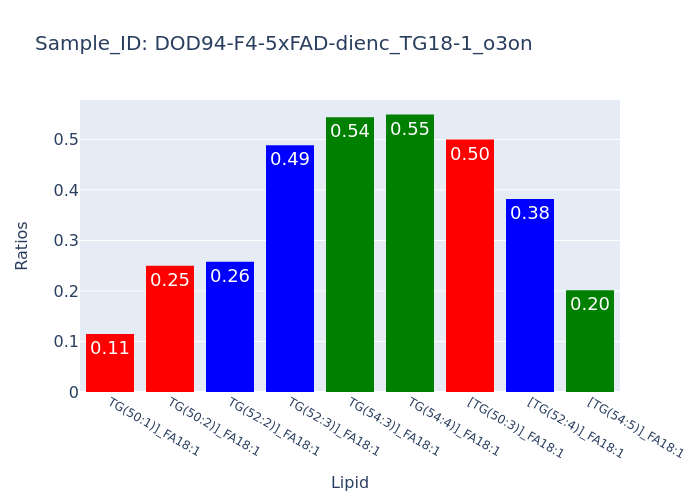 Sample_ID: DOD94-F4-5xFAD-dienc_TG18-1_o3on
Ratios
0.5
0.4
0.3
0.2
0.1
0
0.11
0.25
0.26
0.49
0.54
0.55
0.50
0.38
0.20
TG(50:1)]_FA18:1
TG(50:2)]_FA18:1
TG(52:2)]_FA18:1
TG(52:3)]_FA18:1
TG(54:3)]_FA18:1
TG(54:4)]_FA18:1
[TG(50:3)]_FA18:1
[TG(52:4)]_FA18:1
[TG(54:5)]_FA18:1
Lipid